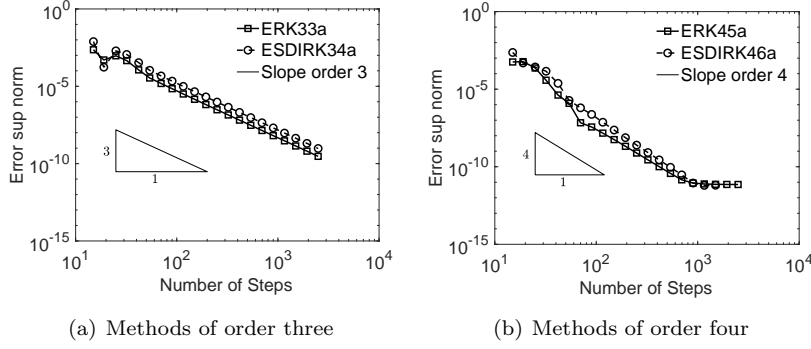 10^0
10^-5
10^-10
10^-15
Error sup norm
ERK33a
ESDIRK34a
Slope order 3
3
1
10^1
10^2
10^3
10^4
Number of Steps
(a) Methods of order three
10^0
10^-5
10^-10
10^-15
Error sup norm
ERK45a
ESDIRK46a
Slope order 4
4
1
10^1
10^2
10^3
10^4
Number of Steps
(b) Methods of order four